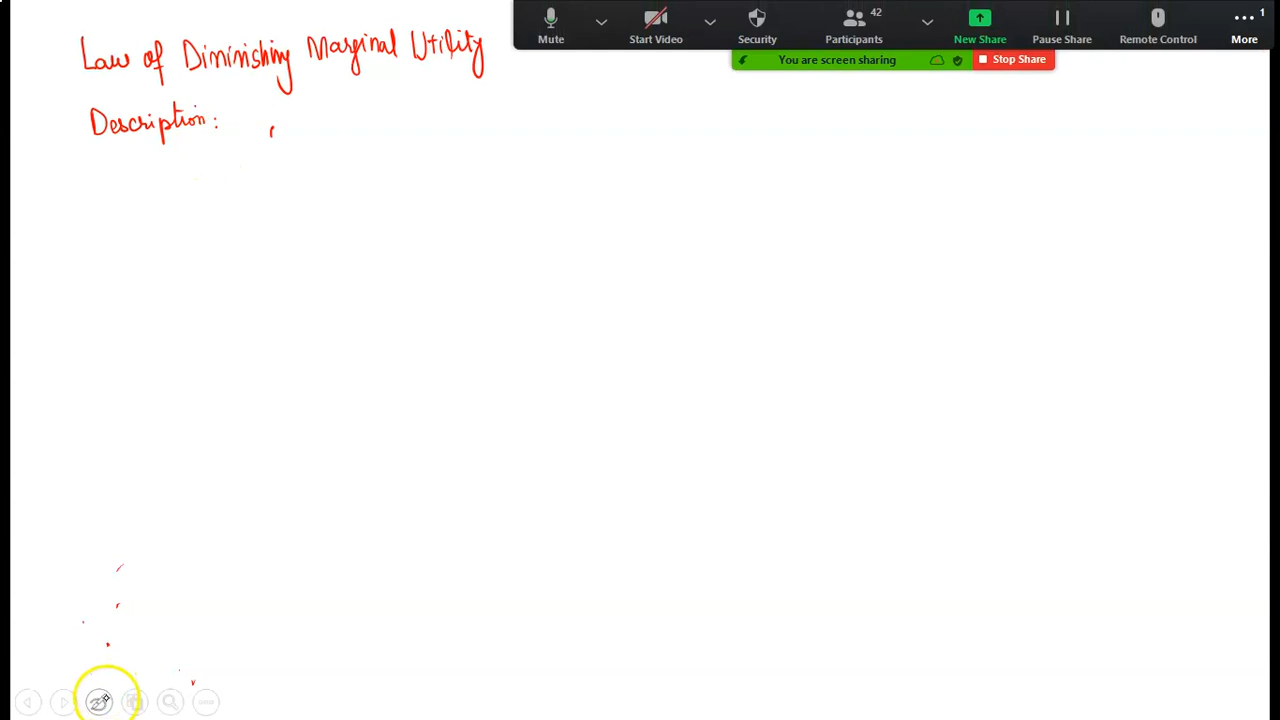 Law of Diminishing Marginal Utility
Description:
Mute
Start Video
Security
42
Participants
New Share
Pause Share
Remote Control
1
More
You are screen sharing
Stop Share